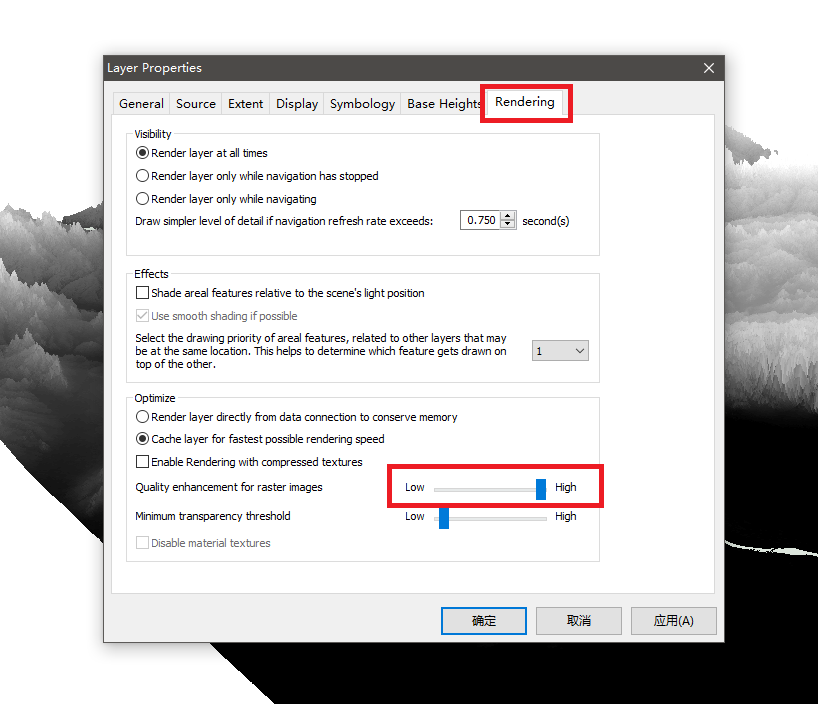 Layer Properties
General Source Extent Display Symbology Base Heights Rendering
Visibility
Render layer at all times
Render layer only while navigation has stopped
Render layer only while navigating
Draw simpler level of detail if navigation refresh rate exceeds: 0.750 second(s)
Effects
Shade areal features relative to the scene's light position
Use smooth shading if possible
Select the drawing priority of areal features, related to other layers that may
be at the same location. This helps to determine which feature gets drawn on
top of the other.
1
Optimize
Render layer directly from data connection to conserve memory
Cache layer for fastest possible rendering speed
Enable Rendering with compressed textures
Quality enhancement for raster images Low High
Minimum transparency threshold Low High
Disable material textures
确定 取消 应用(A)